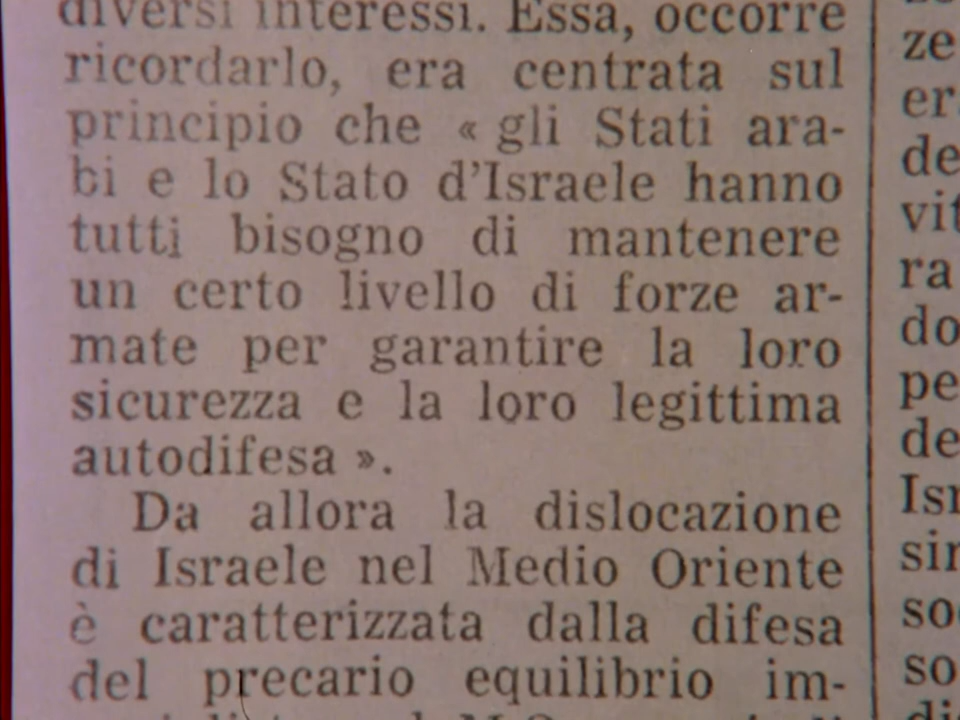 diversi interessi. Essa, occorre
ricordarlo, era centrata sul
principio che « gli Stati ara-
bi e lo Stato d'Israele hanno
tutti bisogno di mantenere
un certo livello di forze ar-
mate per garantire la loro
sicurezza e la loro legittima
autodifesa ».
Da allora la dislocazione
di Israele nel Medio Oriente
è caratterizzata dalla difesa
del precario equilibrio im-
ze
er
de
vit
ra
do
pe
de
Isr
sin
so